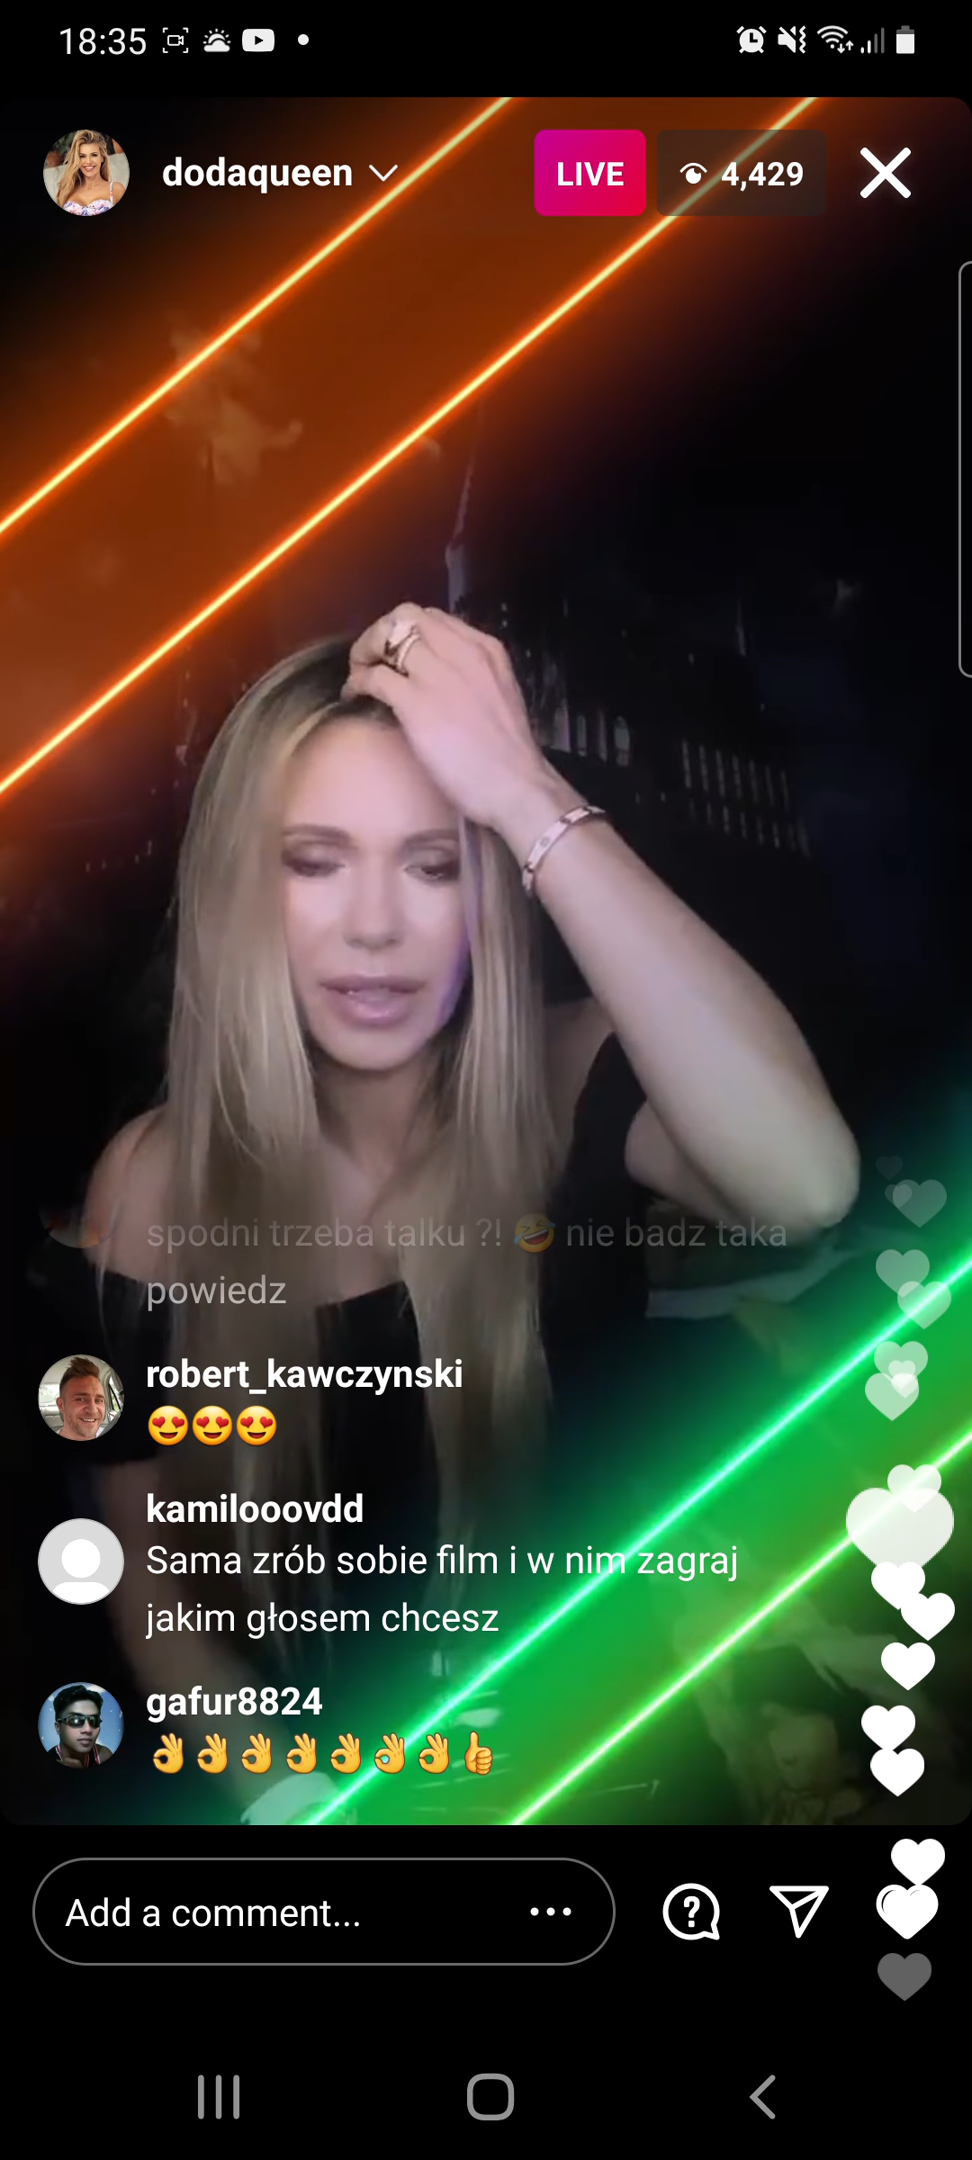 18:35
dodaqueen
LIVE
4,429
spodni trzeba talku ?! 🤣 nie badz taka
powiedz
robert_kawczynski
😍😍😍
kamilooovdd
Sama zrób sobie film i w nim zagraj
jakim głosem chcesz
gafur8824
👌👌👌👌👌👌👌👍
Add a comment...